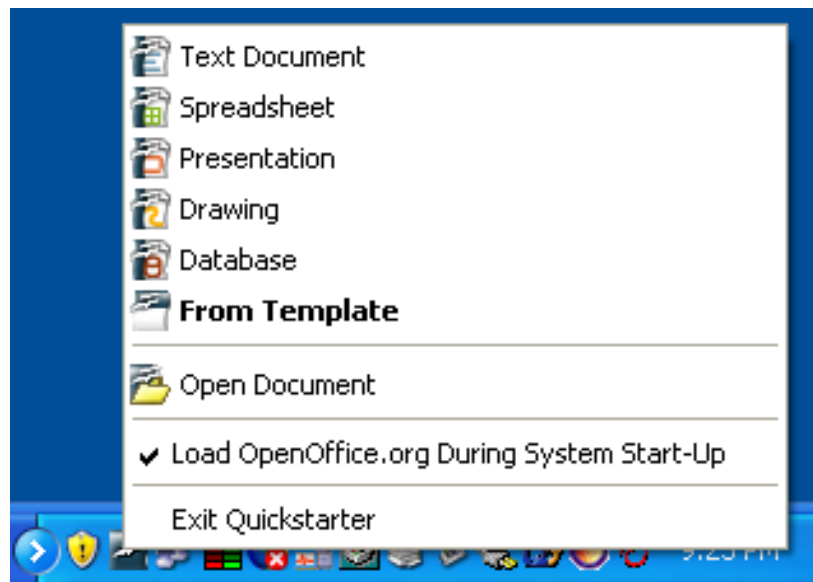 Text Document
Spreadsheet
Presentation
Drawing
Database
From Template
Open Document
Load OpenOffice.org During System Start-Up
Exit Quickstarter